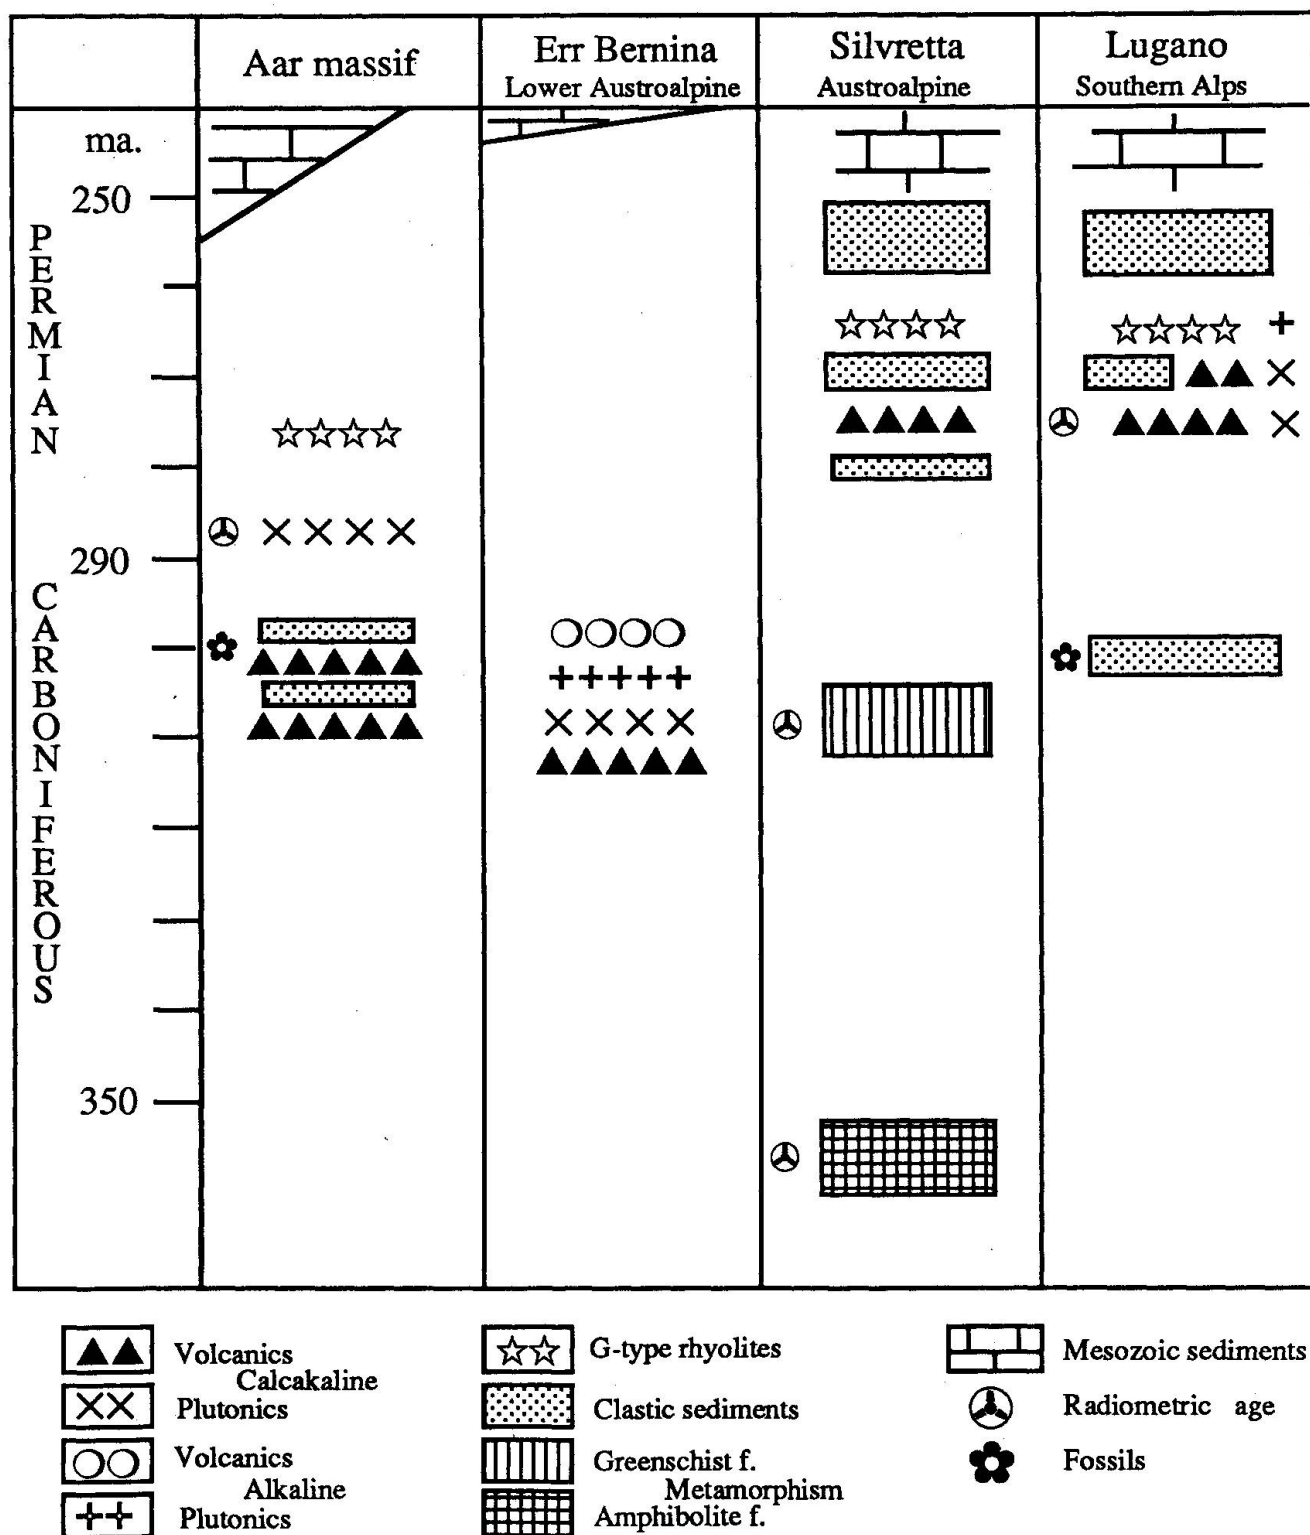 Aar massif
Err Bernina
Lower Austroalpine
Silvretta
Austroalpine
Lugano
Southern Alps
ma.
250
PERMIAN
290
CARBONIFEROUS
350
Volcanics
Calcakaline
Plutonics
Volcanics
Alkaline
Plutonics
G-type rhyolites
Clastic sediments
Greenschist f.
Metamorphism
Amphibolite f.
Mesozoic sediments
Radiometric age
Fossils